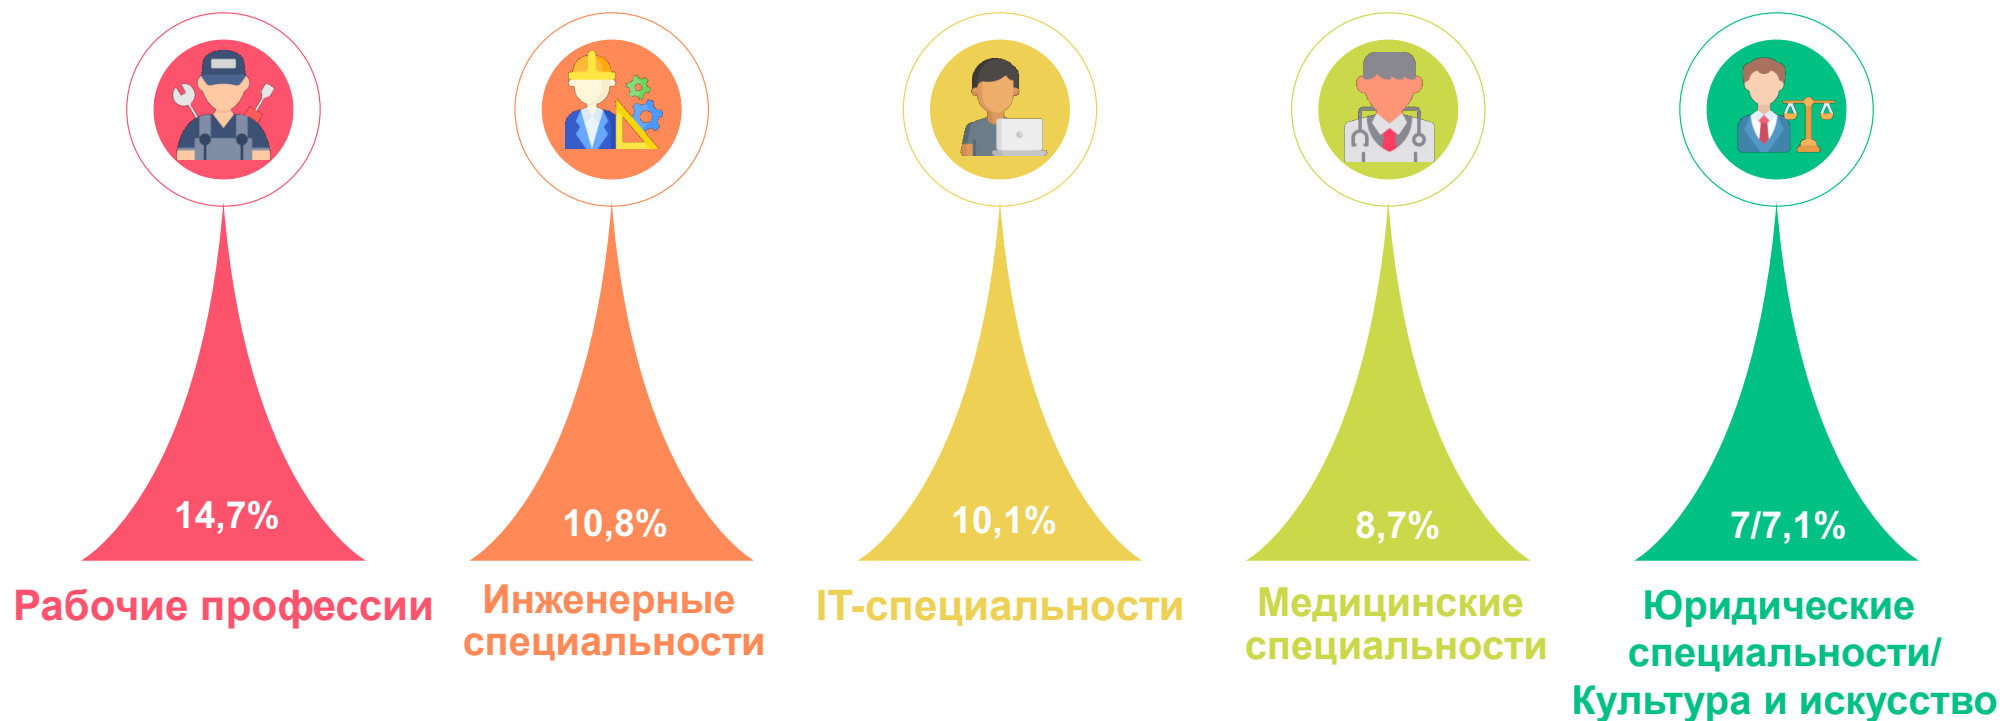 14,7%
10,8%
10,1%
8,7%
7/7,1%
Рабочие профессии
Инженерные
специальности
IT-специальности
Медицинские
специальности
Юридические
специальности/
Культура и искусство